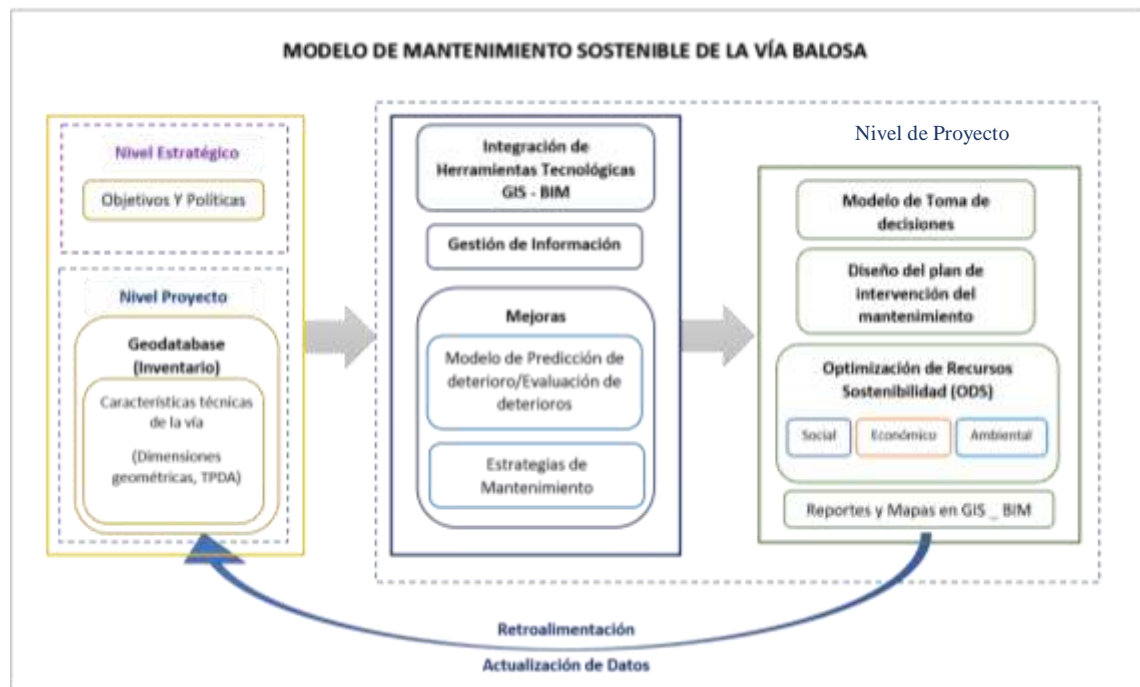 MODELO DE MANTENIMIENTO SOSTENIBLE DE LA VÍA BALOSA
Nivel Estratégico
Objetivos Y Políticas
Nivel Proyecto
Geodatabase
(Inventario)
Características técnicas
de la vía
(Dimensiones
geométricas, TPDA)
Integración de
Herramientas Tecnológicas
GIS - BIM
Gestión de Información
Mejoras
Modelo de Predicción de
deterioro/Evaluación de
deterioros
Estrategias de
Mantenimiento
Nivel de Proyecto
Modelo de Toma de
decisiones
Diseño del plan de
intervención del
mantenimiento
Optimización de Recursos
Sostenibilidad (ODS)
Social
Económico
Ambiental
Reportes y Mapas en GIS _ BIM
Retroalimentación
Actualización de Datos